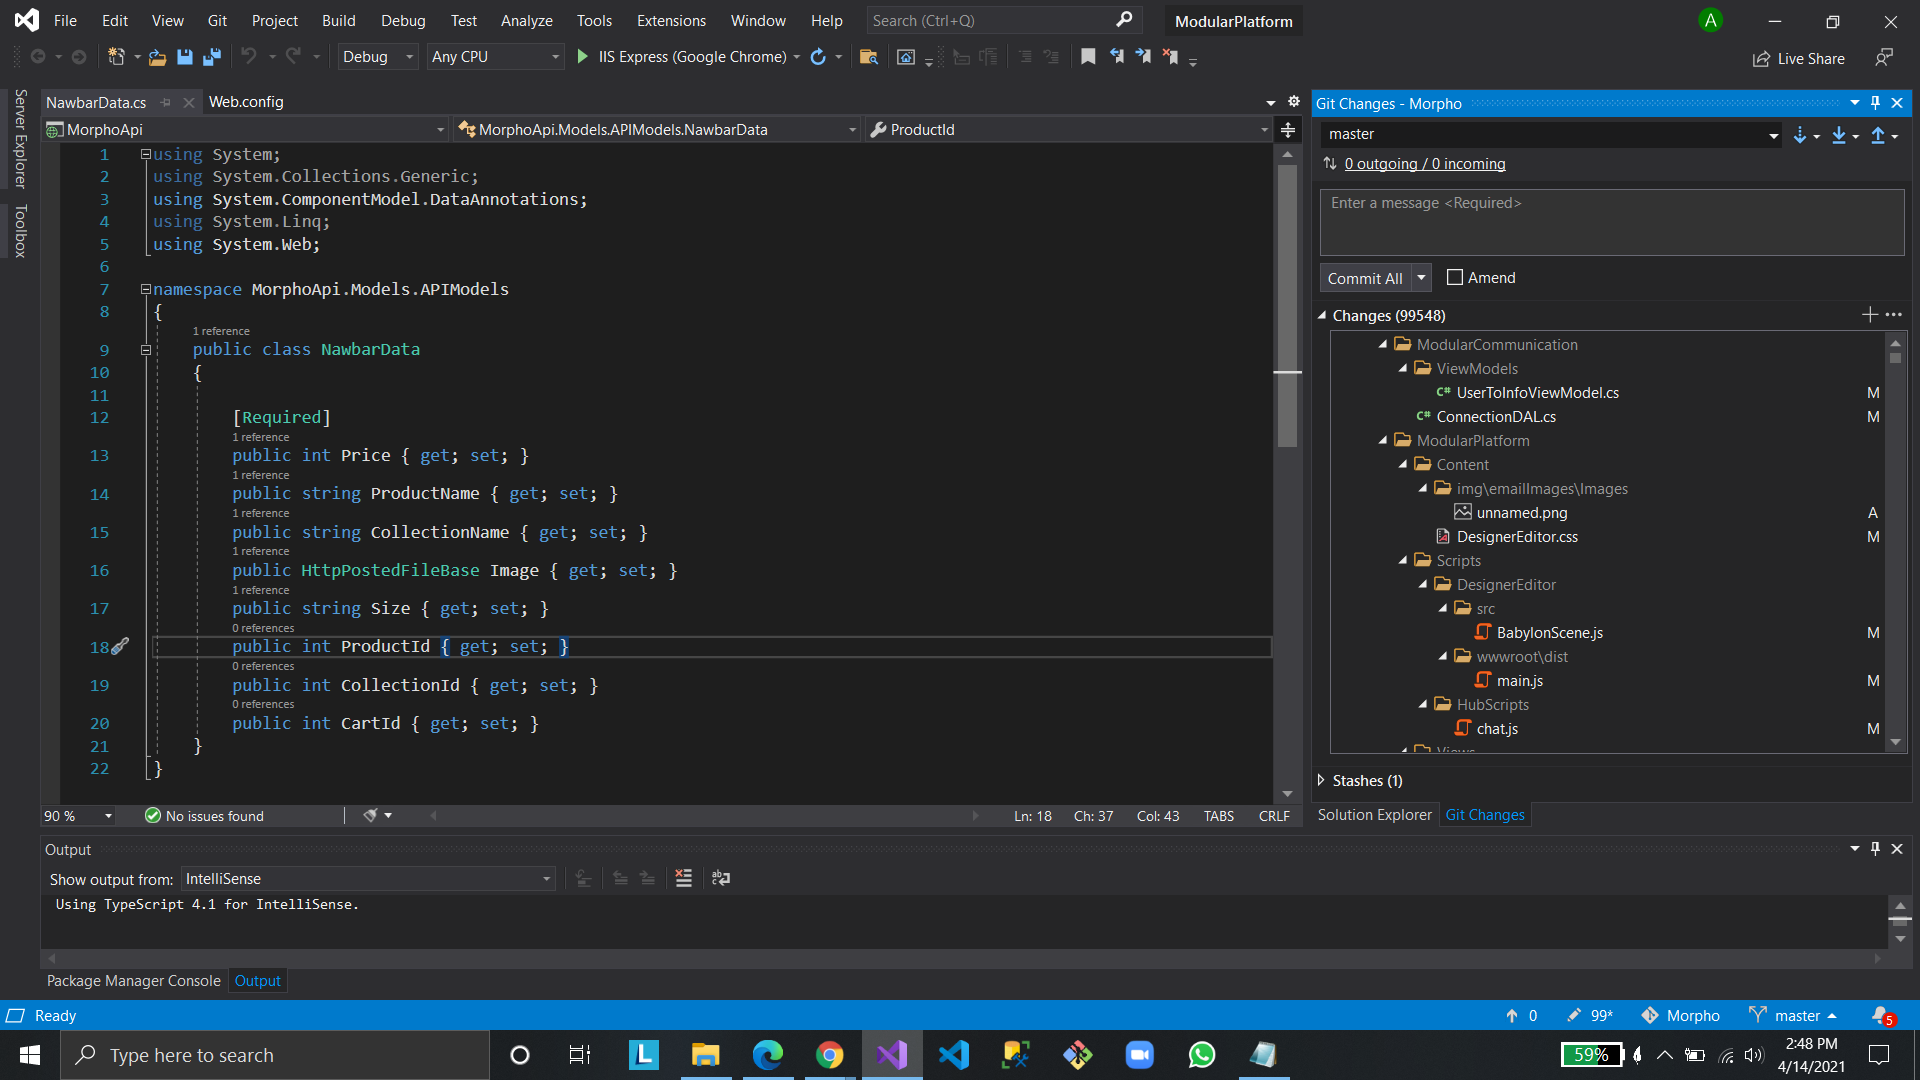 File Edit View Git Project Build Debug Test Analyze Tools Extensions Window Help Search (Ctrl+Q) ModularPlatform A
Debug Any CPU IIS Express (Google Chrome) Live Share
Server Explorer
Toolbox
NawbarData.cs Web.config
MorphoApi MorphoApi.Models.APIModels.NawbarData ProductId
1 using System;
2 using System.Collections.Generic;
3 using System.ComponentModel.DataAnnotations;
4 using System.Linq;
5 using System.Web;
6
7 namespace MorphoApi.Models.APIModels
8 {
1 reference
9 public class NawbarData
10 {
11
12 [Required]
1 reference
13 public int Price { get; set; }
1 reference
14 public string ProductName { get; set; }
1 reference
15 public string CollectionName { get; set; }
1 reference
16 public HttpPostedFileBase Image { get; set; }
1 reference
17 public string Size { get; set; }
0 references
18 public int ProductId { get; set; }
0 references
19 public int CollectionId { get; set; }
0 references
20 public int CartId { get; set; }
21 }
22 }
90 % No issues found Ln: 18 Ch: 37 Col: 43 TABS CRLF
Git Changes - Morpho
master
0 outgoing / 0 incoming
Enter a message <Required>
Commit All Amend
Changes (99548)
ModularCommunication
ViewModels
C# UserToInfoViewModel.cs M
C# ConnectionDAL.cs M
ModularPlatform
Content
img\emailImages\Images
unnamed.png A
DesignerEditor.css M
Scripts
DesignerEditor
src
BabylonScene.js M
wwwroot\dist
main.js M
HubScripts
chat.js M
Views
Stashes (1)
Solution Explorer Git Changes
Output
Show output from: IntelliSense
Using TypeScript 4.1 for IntelliSense.
Package Manager Console Output
Ready 0 99* Morpho master 5
Type here to search L 59% 2:48 PM
4/14/2021